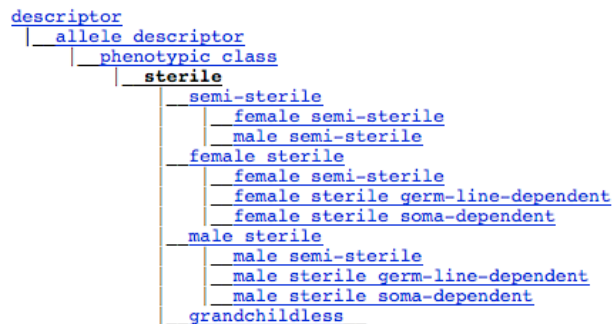 descriptor
allele descriptor
phenotypic class
sterile
semi-sterile
female semi-sterile
male semi-sterile
female sterile
female semi-sterile
female sterile germ-line-dependent
female sterile soma-dependent
male sterile
male semi-sterile
male sterile germ-line-dependent
male sterile soma-dependent
grandchildless